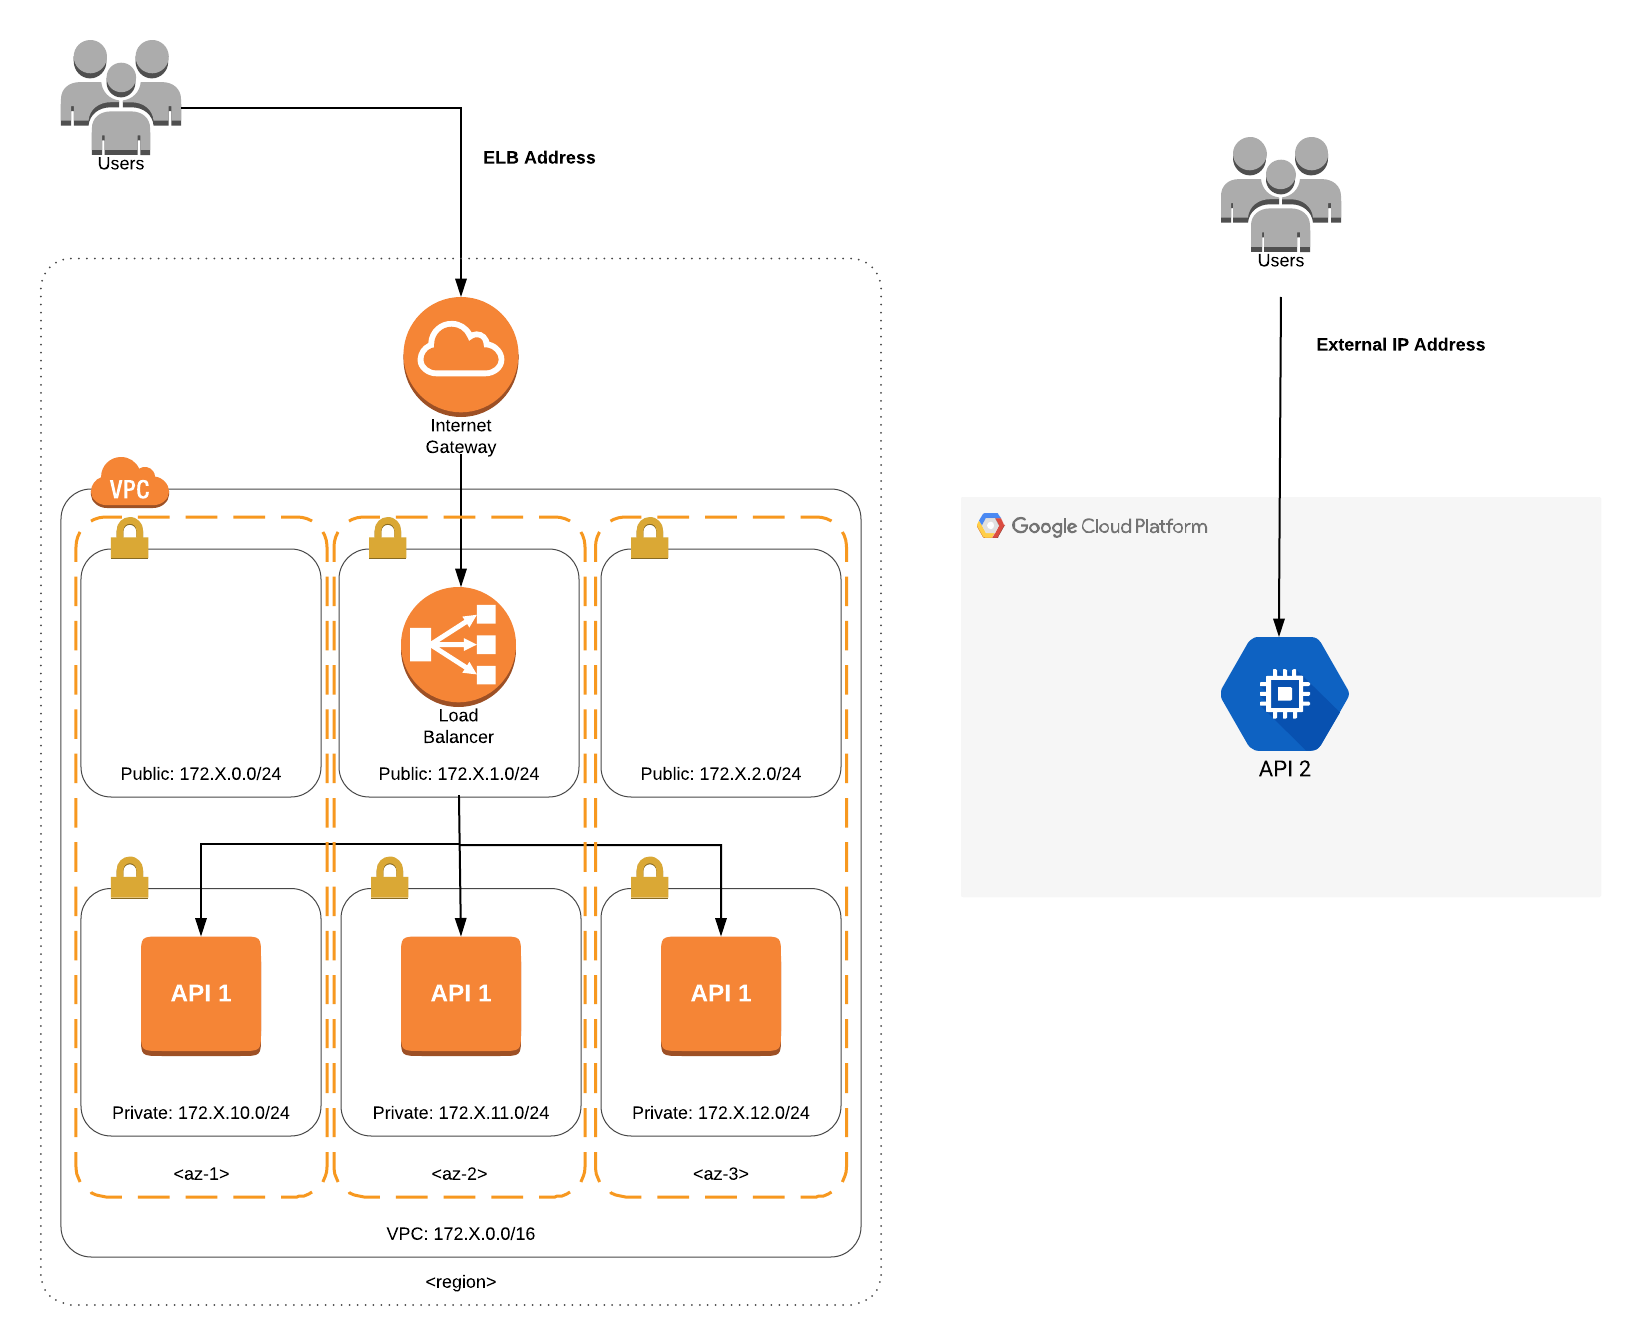 Users
ELB Address
Internet
Gateway
VPC
Load
Balancer
Public: 172.X.0.0/24
Public: 172.X.1.0/24
Public: 172.X.2.0/24
API 1
API 1
API 1
Private: 172.X.10.0/24
Private: 172.X.11.0/24
Private: 172.X.12.0/24
<az-1>
<az-2>
<az-3>
VPC: 172.X.0.0/16
<region>
Users
External IP Address
Google Cloud Platform
API 2